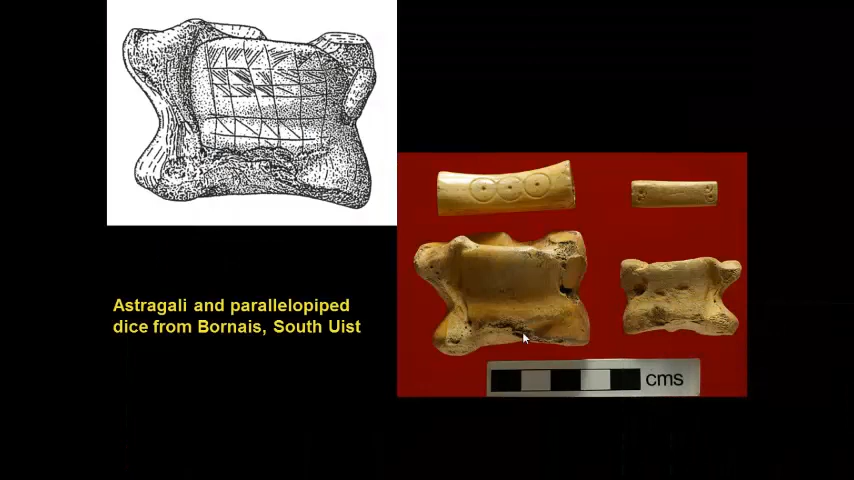 Astragali and parallelopiped
dice from Bornais, South Uist
cms